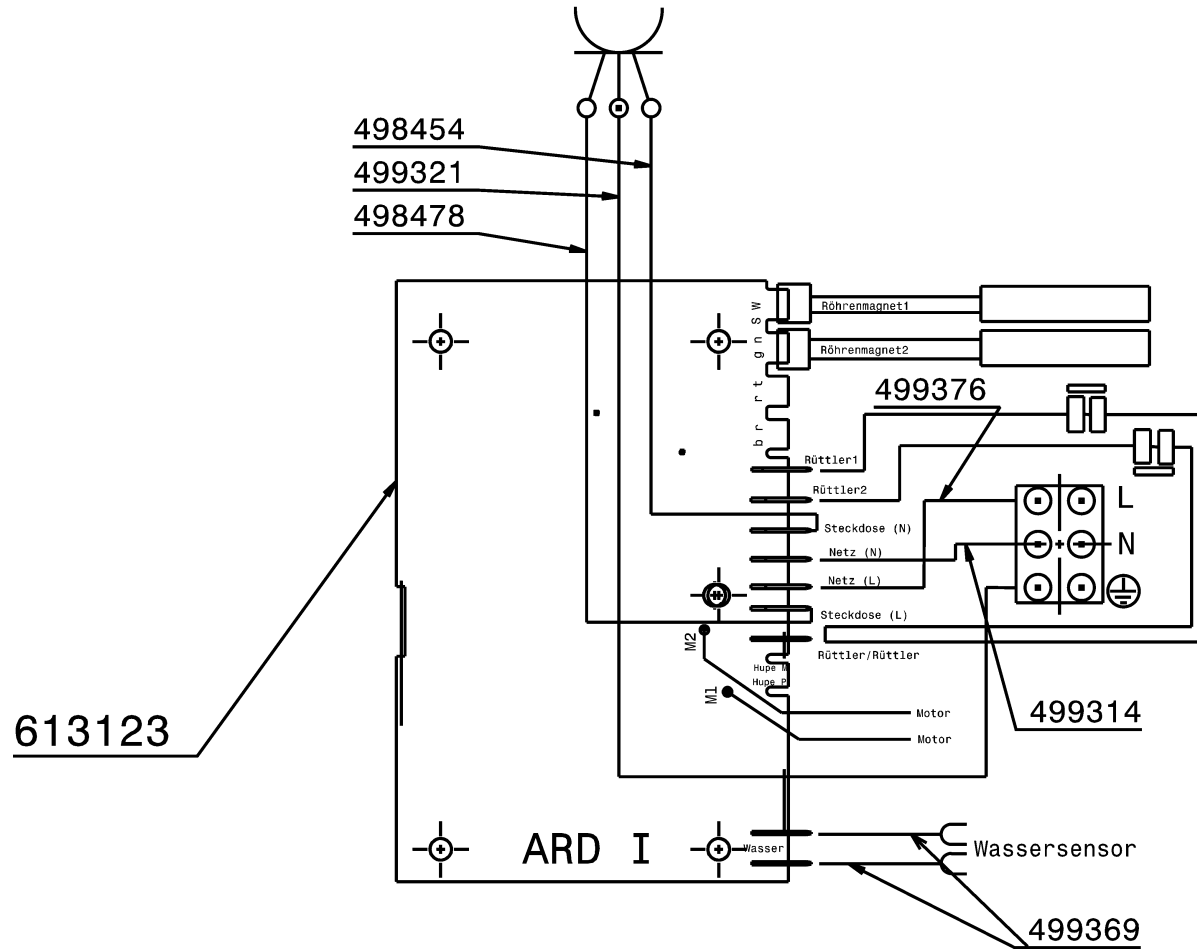 498454
499321
498478
SW
Röhrenmagnet1
gn
Röhrenmagnet2
rt
499376
br
Rüttler1
Rüttler2
L
Steckdose (N)
N
Netz (N)
Netz (L)
Steckdose (L)
M2
Rüttler/Rüttler
Hupe M
Hupe P
M1
613123
499314
Motor
Motor
ARD I
Wasser
Wassersensor
499369